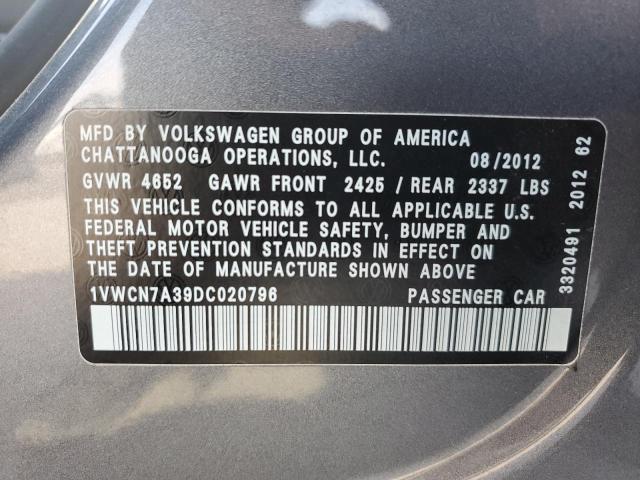 MFD BY VOLKSWAGEN GROUP OF AMERICA
CHATTANOOGA OPERATIONS, LLC. 08/2012
GVWR 4652 GAWR FRONT 2425 / REAR 2337 LBS
THIS VEHICLE CONFORMS TO ALL APPLICABLE U.S.
FEDERAL MOTOR VEHICLE SAFETY, BUMPER AND
THEFT PREVENTION STANDARDS IN EFFECT ON
THE DATE OF MANUFACTURE SHOWN ABOVE
1VWCN7A39DC020796 PASSENGER CAR
3320491 2012 62